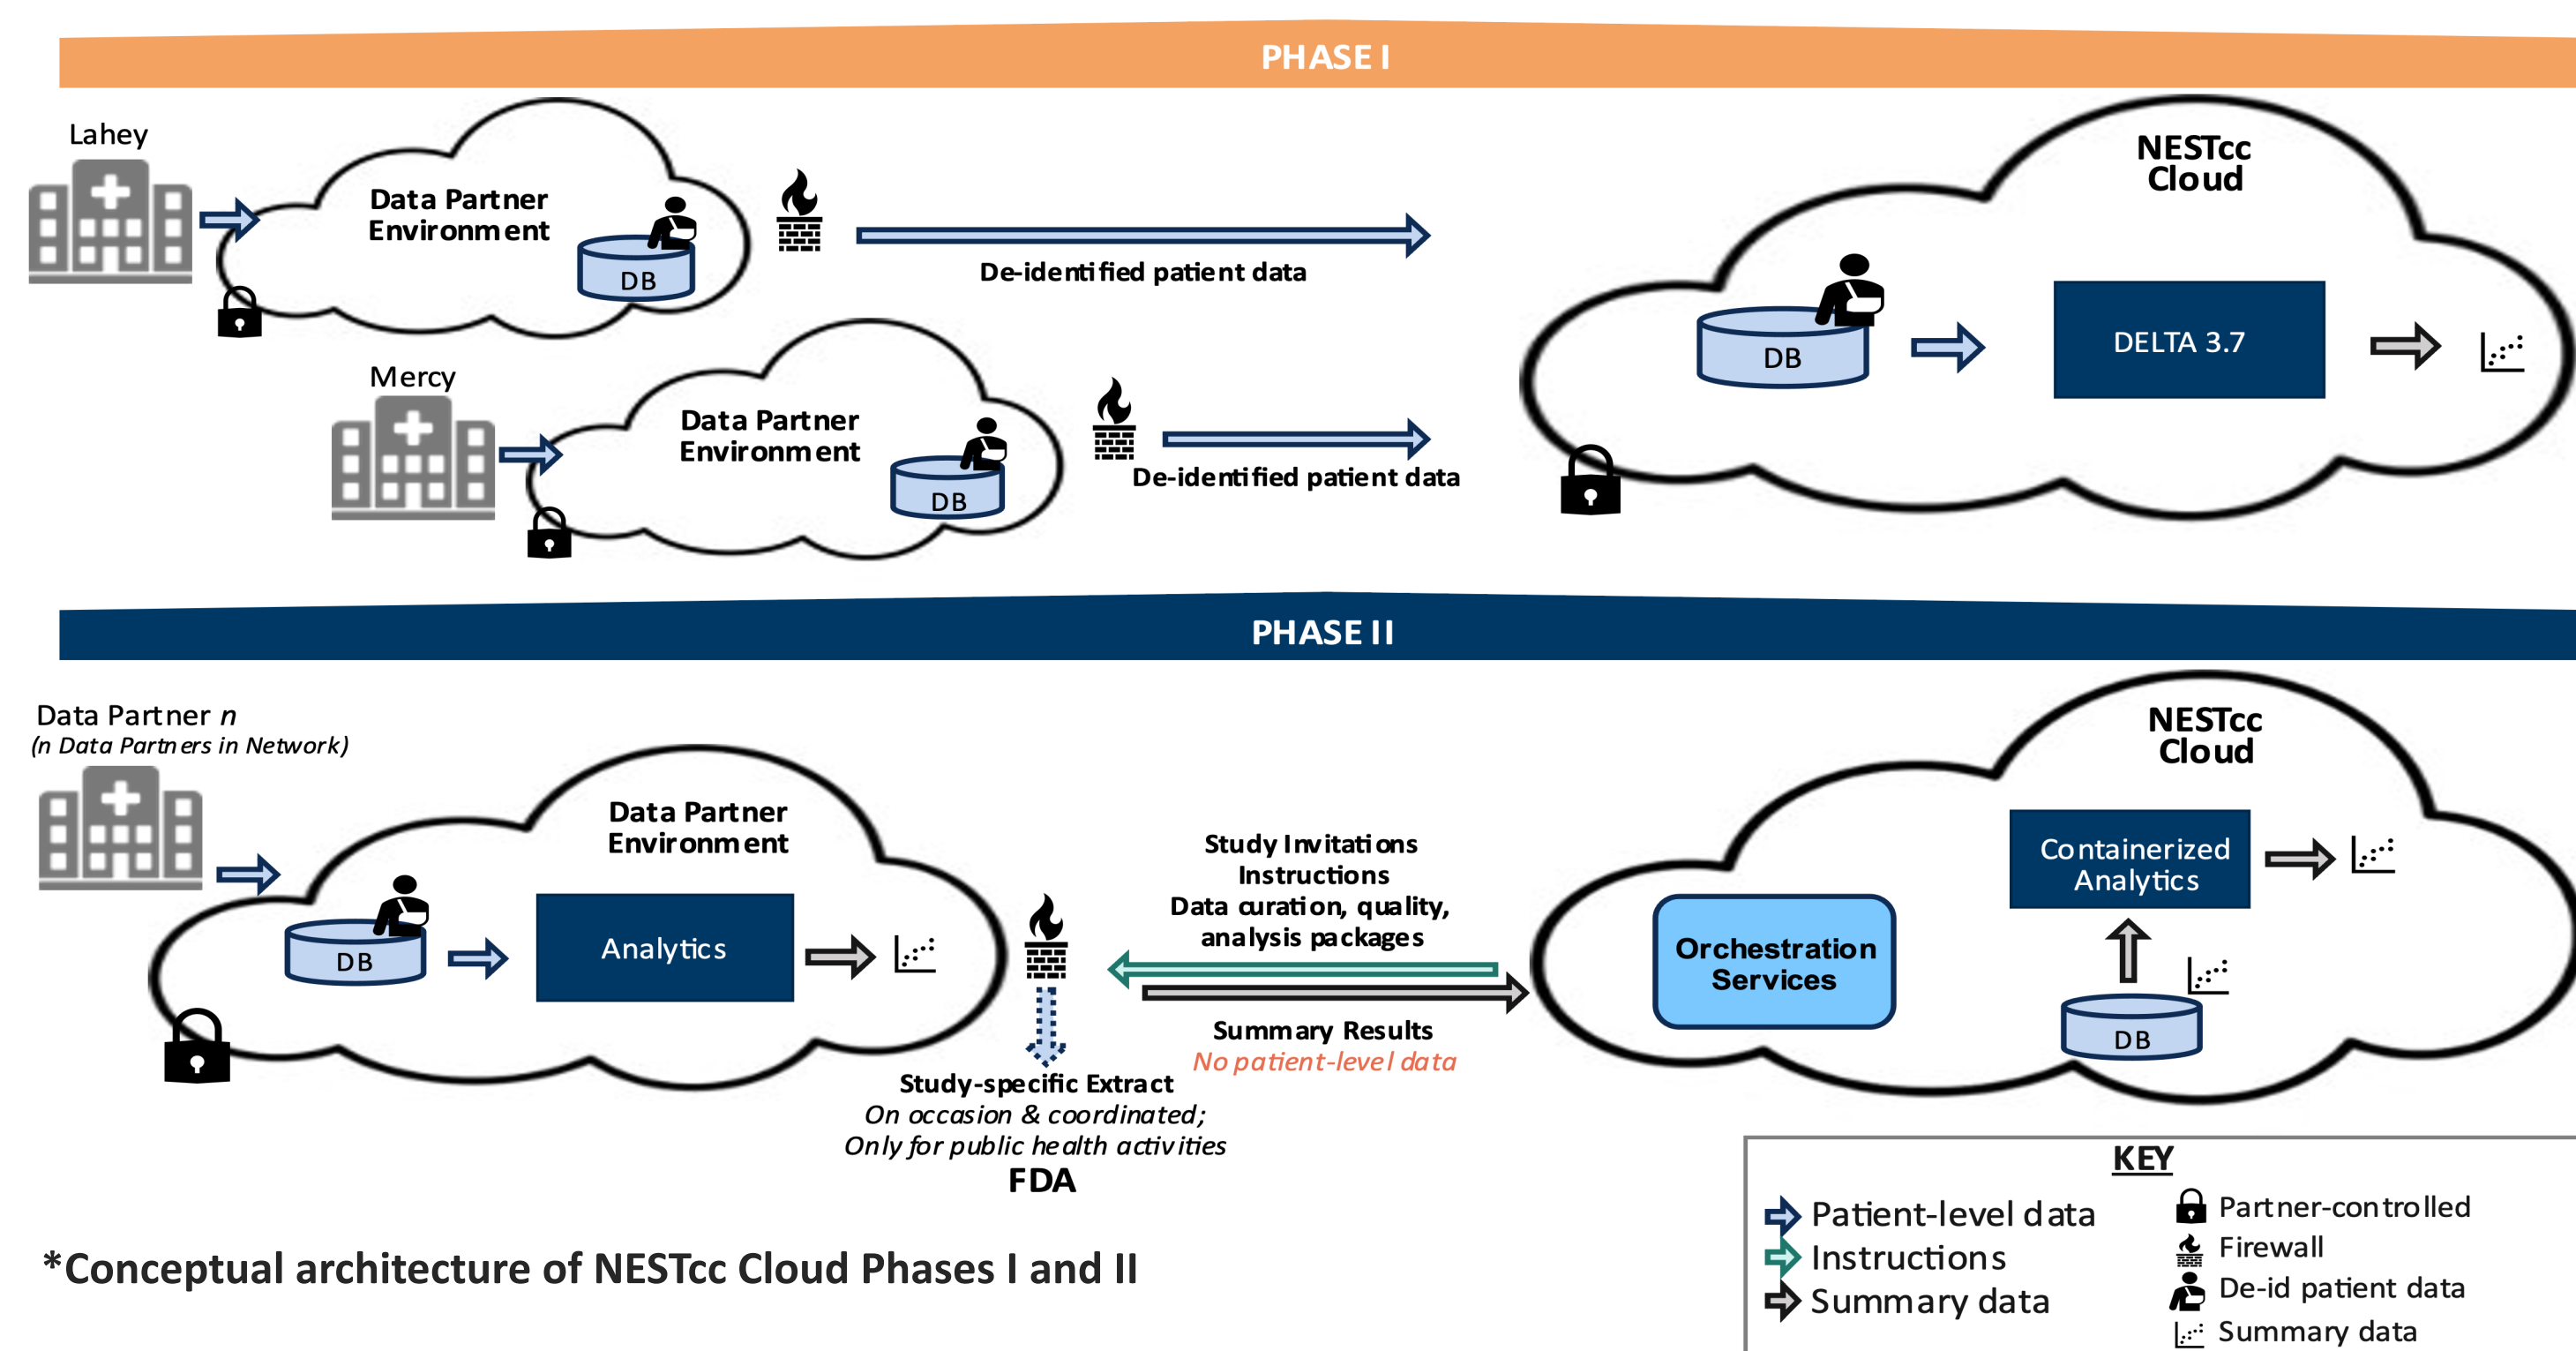 PHASE I
Lahey
Data Partner
Environment
DB
De-identified patient data
Mercy
Data Partner
Environment
DB
De-identified patient data
NESTcc
Cloud
DB
DELTA 3.7
PHASE II
Data Partner n
(n Data Partners in Network)
Data Partner
Environment
DB
Analytics
Study Invitations
Instructions
Data curation, quality,
analysis packages
Summary Results
No patient-level data
Study-specific Extract
On occasion & coordinated;
Only for public health activities
FDA
NESTcc
Cloud
Orchestration
Services
Containerized
Analytics
DB
KEY
Patient-level data
Instructions
Summary data
Partner-controlled
Firewall
De-id patient data
Summary data
*Conceptual architecture of NESTcc Cloud Phases I and II